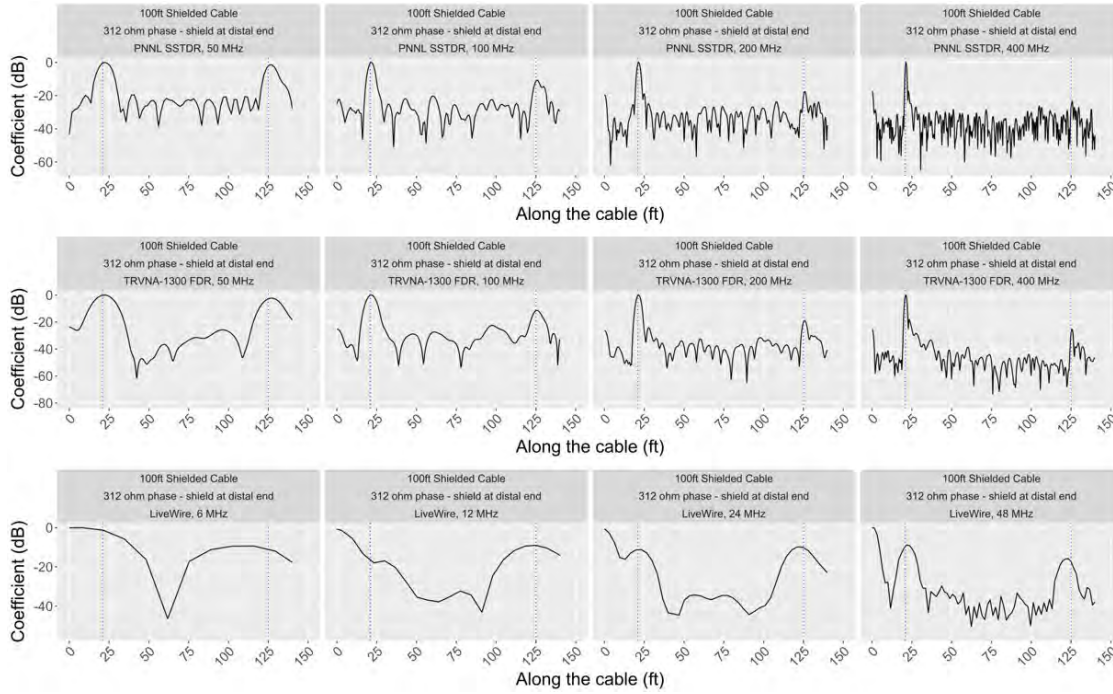 100ft Shielded Cable
312 ohm phase - shield at distal end
PNNL SSTDR, 50 MHz
100ft Shielded Cable
312 ohm phase - shield at distal end
PNNL SSTDR, 100 MHz
100ft Shielded Cable
312 ohm phase - shield at distal end
PNNL SSTDR, 200 MHz
100ft Shielded Cable
312 ohm phase - shield at distal end
PNNL SSTDR, 400 MHz
Coefficient (dB)
0
-20
-40
-60
0 25 50 75 100 125 150
0 25 50 75 100 125 150
0 25 50 75 100 125 150
0 25 50 75 100 125 150
Along the cable (ft)
100ft Shielded Cable
312 ohm phase - shield at distal end
TRVNA-1300 FDR, 50 MHz
100ft Shielded Cable
312 ohm phase - shield at distal end
TRVNA-1300 FDR, 100 MHz
100ft Shielded Cable
312 ohm phase - shield at distal end
TRVNA-1300 FDR, 200 MHz
100ft Shielded Cable
312 ohm phase - shield at distal end
TRVNA-1300 FDR, 400 MHz
Coefficient (dB)
0
-20
-40
-60
-80
0 25 50 75 100 125 150
0 25 50 75 100 125 150
0 25 50 75 100 125 150
0 25 50 75 100 125 150
Along the cable (ft)
100ft Shielded Cable
312 ohm phase - shield at distal end
LiveWire, 6 MHz
100ft Shielded Cable
312 ohm phase - shield at distal end
LiveWire, 12 MHz
100ft Shielded Cable
312 ohm phase - shield at distal end
LiveWire, 24 MHz
100ft Shielded Cable
312 ohm phase - shield at distal end
LiveWire, 48 MHz
Coefficient (dB)
0
-20
-40
0 25 50 75 100 125 150
0 25 50 75 100 125 150
0 25 50 75 100 125 150
0 25 50 75 100 125 150
Along the cable (ft)